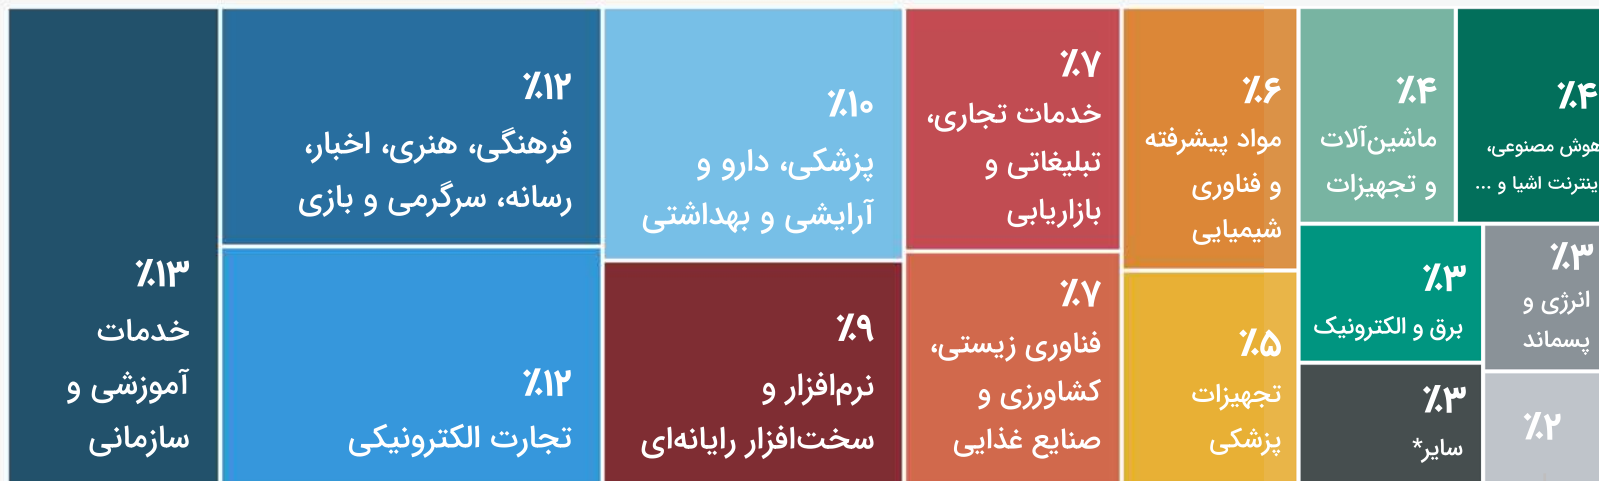 ٪۱۳
خدمات
آموزشی و
سازمانی
٪۱۲
فرهنگی، هنری، اخبار،
رسانه، سرگرمی و بازی
٪۱۲
تجارت الکترونیکی
٪۱۰
پزشکی، دارو و
آرایشی و بهداشتی
٪۹
نرم‌افزار و
سخت‌افزار رایانه‌ای
٪۷
خدمات تجاری،
تبلیغاتی و
بازاریابی
٪۷
فناوری زیستی،
کشاورزی و
صنایع غذایی
٪۶
مواد پیشرفته
و فناوری
شیمیایی
٪۵
تجهیزات
پزشکی
٪۴
ماشین‌آلات
و تجهیزات
٪۴
هوش مصنوعی،
ینترنت اشیا و ...
٪۳
برق و الکترونیک
٪۳
انرژی و
پسماند
٪۳
سایر*
٪۲